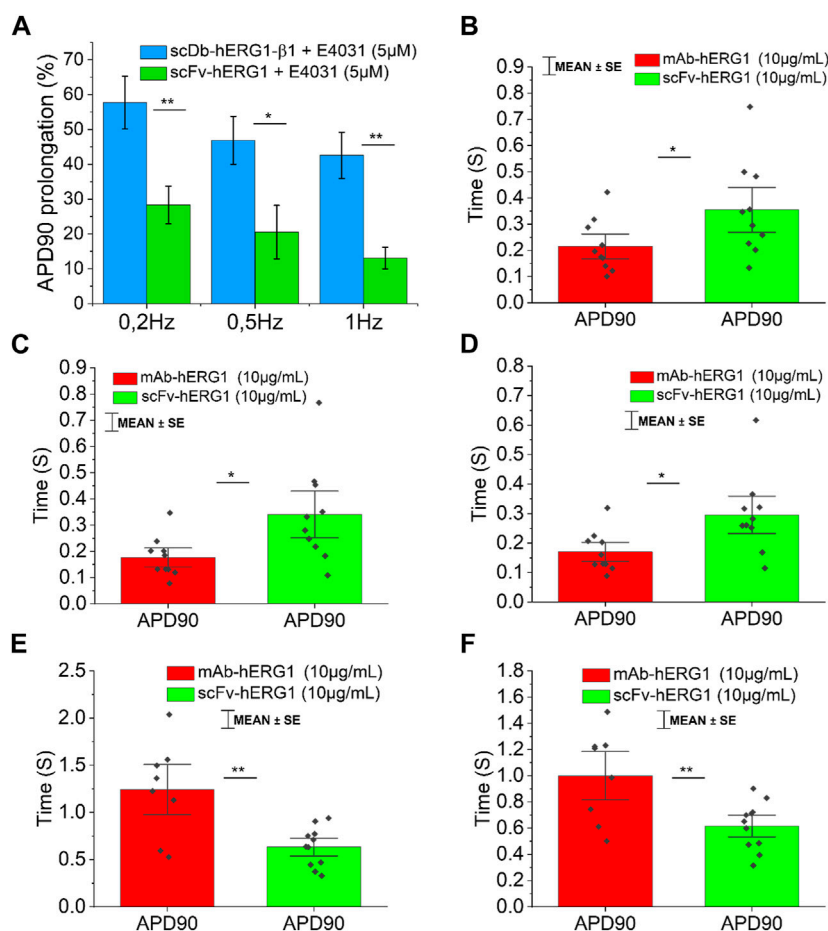 A
scDb-hERG1-β1 + E4031 (5µM)
scFv-hERG1 + E4031 (5µM)
APD90 prolongation (%)
70
60
50
40
30
20
10
0
**
*
**
0,2Hz 0,5Hz 1Hz
B
MEAN ± SE
mAb-hERG1 (10µg/mL)
scFv-hERG1 (10µg/mL)
Time (S)
0.9
0.8
0.7
0.6
0.5
0.4
0.3
0.2
0.1
0.0
*
APD90 APD90
C
mAb-hERG1 (10µg/mL)
scFv-hERG1 (10µg/mL)
MEAN ± SE
Time (S)
0.9
0.8
0.7
0.6
0.5
0.4
0.3
0.2
0.1
0.0
*
APD90 APD90
D
mAb-hERG1 (10µg/mL)
scFv-hERG1 (10µg/mL)
MEAN ± SE
Time (S)
0.8
0.7
0.6
0.5
0.4
0.3
0.2
0.1
0.0
*
APD90 APD90
E
mAb-hERG1 (10µg/mL)
scFv-hERG1 (10µg/mL)
MEAN ± SE
Time (S)
2.5
2.0
1.5
1.0
0.5
0.0
**
APD90 APD90
F
mAb-hERG1 (10µg/mL)
scFv-hERG1 (10µg/mL)
MEAN ± SE
Time (S)
1.8
1.6
1.4
1.2
1.0
0.8
0.6
0.4
0.2
0.0
**
APD90 APD90